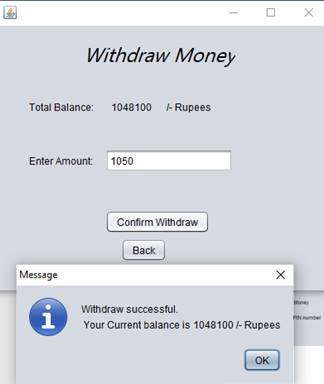 Withdraw Money
Total Balance: 1048100 /- Rupees
Enter Amount: 1050
Confirm Withdraw
Back
Message
Withdraw successful.
Your Current balance is 1048100 /- Rupees
OK
Money
PIN number